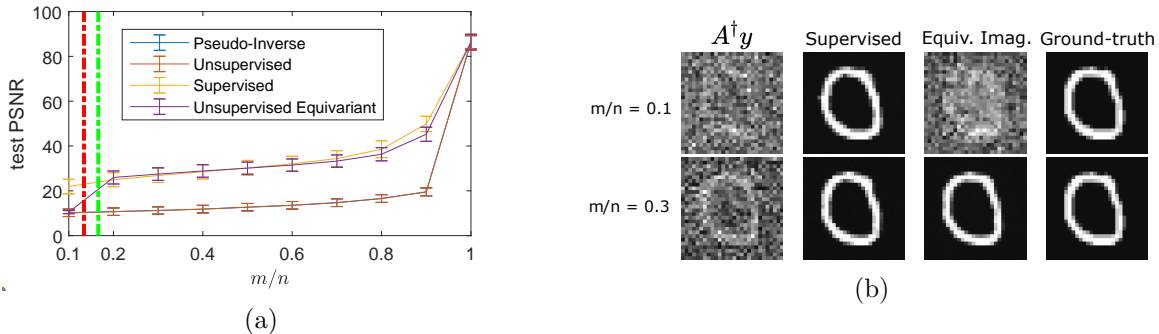 100
80
60
40
20
0
test PSNR
Pseudo-Inverse
Unsupervised
Supervised
Unsupervised Equivariant
0.1 0.2 0.4 0.6 0.8 1
m/n
(a)
A†y Supervised Equiv. Imag. Ground-truth
m/n = 0.1
m/n = 0.3
(b)